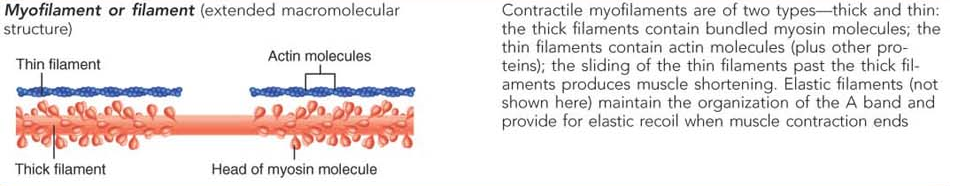 Myofilament or filament (extended macromolecular
structure)
Thin filament
Actin molecules
Thick filament
Head of myosin molecule
Contractile myofilaments are of two types—thick and thin:
the thick filaments contain bundled myosin molecules; the
thin filaments contain actin molecules (plus other pro-
teins); the sliding of the thin filaments past the thick fil-
aments produces muscle shortening. Elastic filaments (not
shown here) maintain the organization of the A band and
provide for elastic recoil when muscle contraction ends